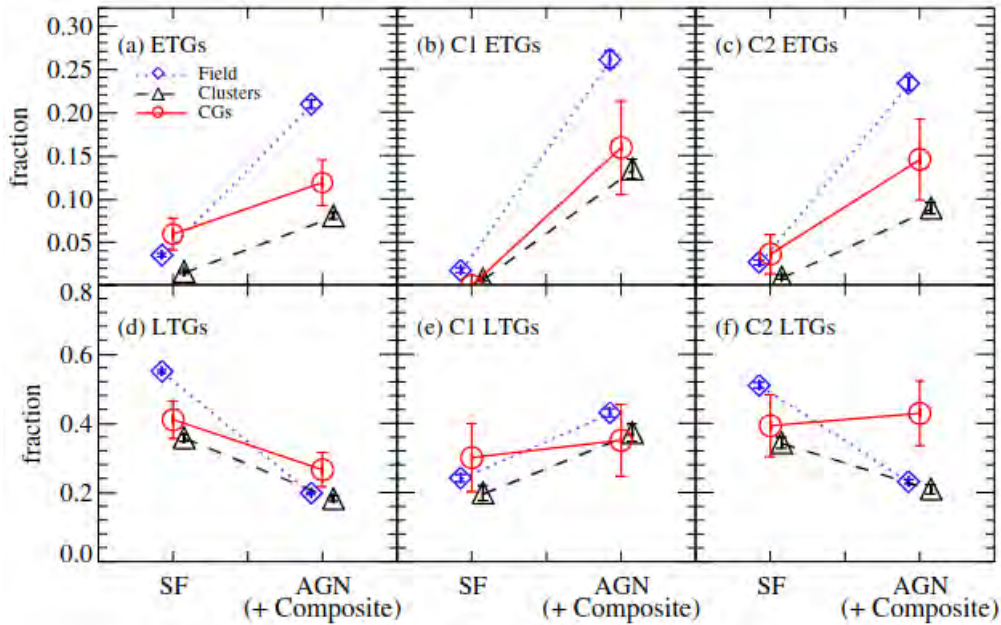 0.30
0.25
0.20
0.15
0.10
0.05
fraction
(a) ETGs
Field
Clusters
CGs
(b) C1 ETGs
(c) C2 ETGs
0.8
0.6
0.4
0.2
0.0
fraction
(d) LTGs
(e) C1 LTGs
(f) C2 LTGs
SF
AGN
(+ Composite)
SF
AGN
(+ Composite)
SF
AGN
(+ Composite)